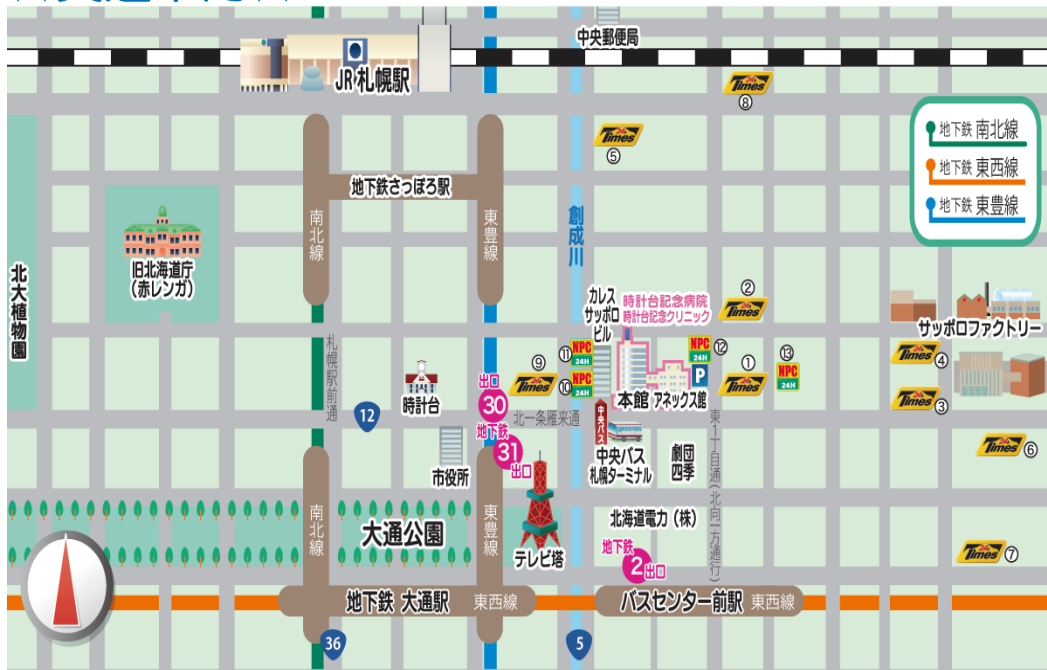 中央郵便局
JR 札幌駅
24
Times
⑧
24
Times
⑤
地下鉄 南北線
地下鉄 東西線
地下鉄 東豊線
地下鉄さっぽろ駅
南北線
東豊線
創成川
旧北海道庁
(赤レンガ)
北大植物園
カレス
サッポロ
ビル
時計台記念病院
時計台記念クリニック
②
24
Times
サッポロファクトリー
札幌駅前通
時計台
⑨
24
Times
⑪
NPC
24H
⑩
NPC
24H
NPC
24H
⑫
P
①
24
Times
⑬
NPC
24H
24
Times
④
24
Times
③
本館
アネックス館
出口
30
12
北一条雁来通
地下鉄
31
出口
中央バス
中央バス
札幌ターミナル
劇団
四季
市役所
24
Times
⑥
東1丁目通(北向一方通行)
南北線
大通公園
東豊線
テレビ塔
北海道電力(株)
地下鉄
2
出口
24
Times
⑦
地下鉄 大通駅
東西線
バスセンター前駅
東西線
36
5